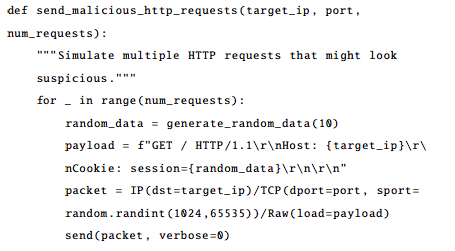 def send_malicious_http_requests(target_ip, port,
num_requests):
"""Simulate multiple HTTP requests that might look
suspicious."""
for _ in range(num_requests):
random_data = generate_random_data(10)
payload = f"GET / HTTP/1.1\r\nHost: {target_ip}\r\
nCookie: session={random_data}\r\n\r\n"
packet = IP(dst=target_ip)/TCP(dport=port, sport=
random.randint(1024,65535))/Raw(load=payload)
send(packet, verbose=0)